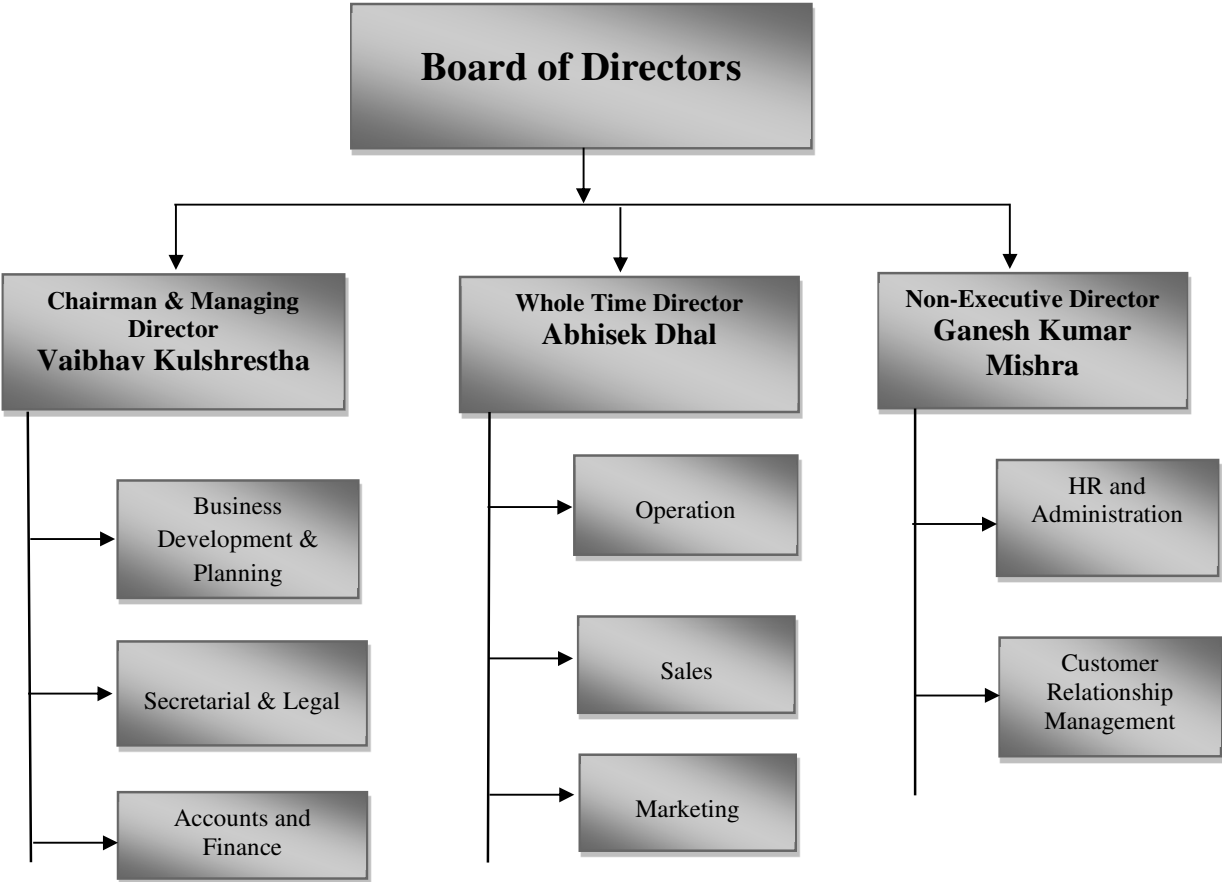 Board of Directors
Chairman & Managing
Director
Vaibhav Kulshrestha
Business
Development &
Planning
Secretarial & Legal
Accounts and
Finance
Whole Time Director
Abhisek Dhal
Operation
Sales
Marketing
Non-Executive Director
Ganesh Kumar
Mishra
HR and
Administration
Customer
Relationship
Management